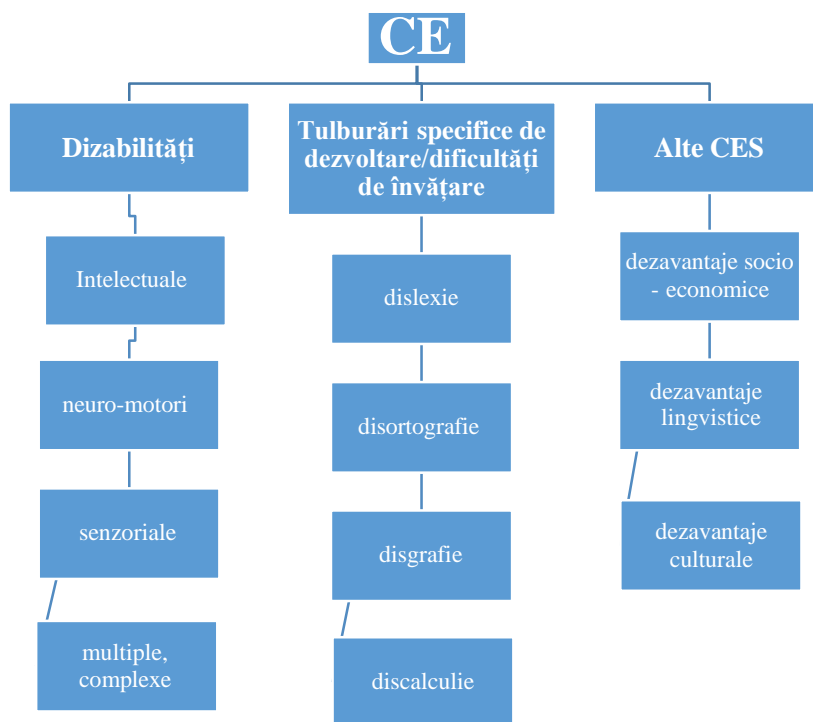 CE
Dizabilități
Intelectuale
neuro-motori
senzoriale
multiple,
complexe
Tulburări specifice de
dezvoltare/dificultăți
de învățare
dislexie
disortografie
disgrafie
discalculie
Alte CES
dezavantaje socio
- economice
dezavantaje
lingvistice
dezavantaje
culturale